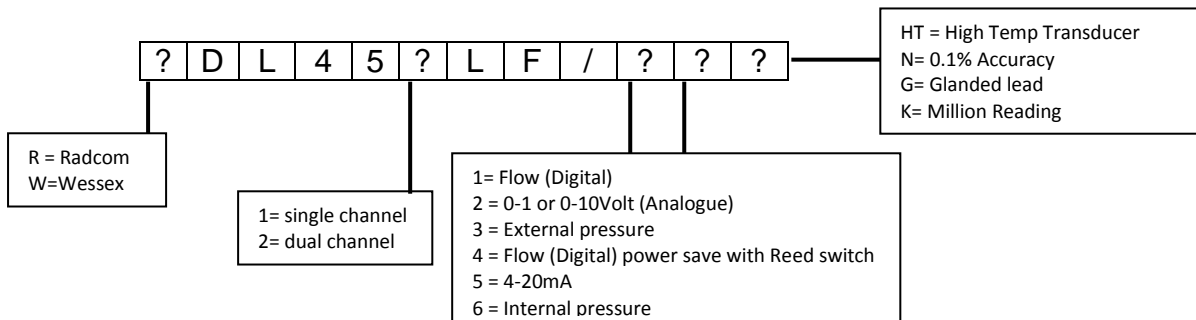 ? D L 4 5 ? L F / ? ? ?
HT = High Temp Transducer
N= 0.1% Accuracy
G= Glanded lead
K= Million Reading
R = Radcom
W=Wessex
1= single channel
2= dual channel
1= Flow (Digital)
2 = 0-1 or 0-10Volt (Analogue)
3 = External pressure
4 = Flow (Digital) power save with Reed switch
5 = 4-20mA
6 = Internal pressure